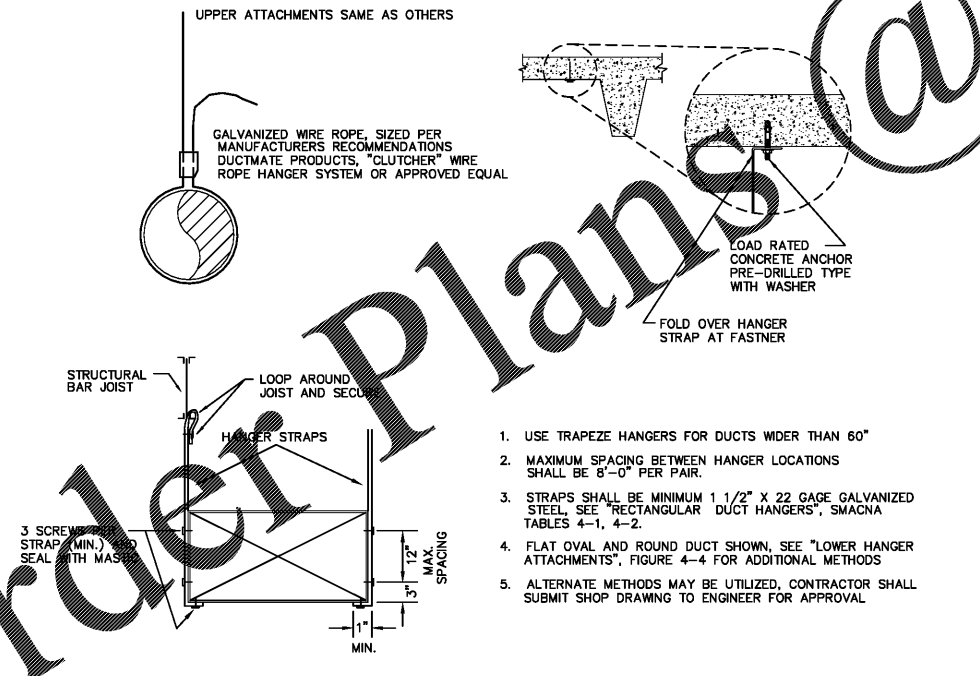 UPPER ATTACHMENTS SAME AS OTHERS
GALVANIZED WIRE ROPE, SIZED PER
MANUFACTURERS RECOMMENDATIONS
DUCTMATE PRODUCTS, "CLUTCHER" WIRE
ROPE HANGER SYSTEM OR APPROVED EQUAL
LOAD RATED
CONCRETE ANCHOR
PRE-DRILLED TYPE
WITH WASHER
FOLD OVER HANGER
STRAP AT FASTNER
STRUCTURAL
BAR JOIST
LOOP AROUND
JOIST AND SECURE
HANGER STRAPS
3 SCREWS PER
STRAP (MIN.) AND
SEAL WITH MASTIC
12"
MAX.
SPACING
3"
1"
MIN.
1. USE TRAPEZE HANGERS FOR DUCTS WIDER THAN 60"
2. MAXIMUM SPACING BETWEEN HANGER LOCATIONS
SHALL BE 8'-0" PER PAIR.
3. STRAPS SHALL BE MINIMUM 1 1/2" X 22 GAGE GALVANIZED
STEEL, SEE "RECTANGULAR DUCT HANGERS", SMACNA
TABLES 4-1, 4-2.
4. FLAT OVAL AND ROUND DUCT SHOWN, SEE "LOWER HANGER
ATTACHMENTS", FIGURE 4-4 FOR ADDITIONAL METHODS
5. ALTERNATE METHODS MAY BE UTILIZED, CONTRACTOR SHALL
SUBMIT SHOP DRAWING TO ENGINEER FOR APPROVAL
rder Plans @